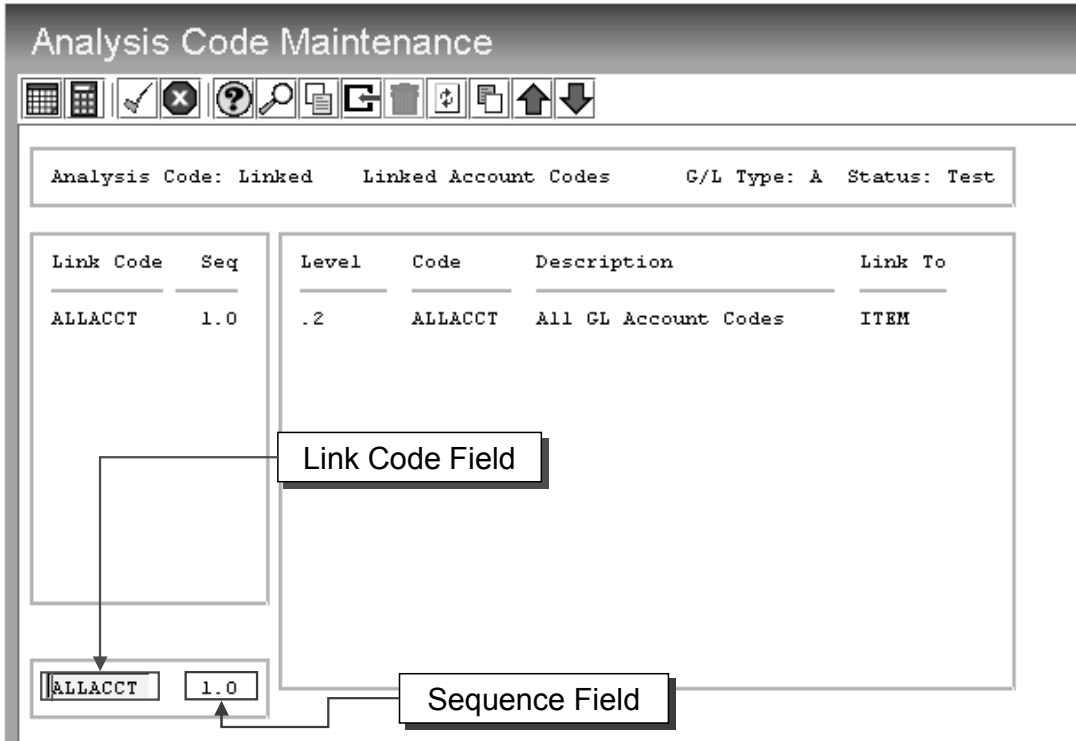 Analysis Code Maintenance
Analysis Code: Linked Linked Account Codes G/L Type: A Status: Test
Link Code Seq Level Code Description Link To
ALLACCT 1.0 .2 ALLACCT All GL Account Codes ITEM
Link Code Field
ALLACCT 1.0
Sequence Field